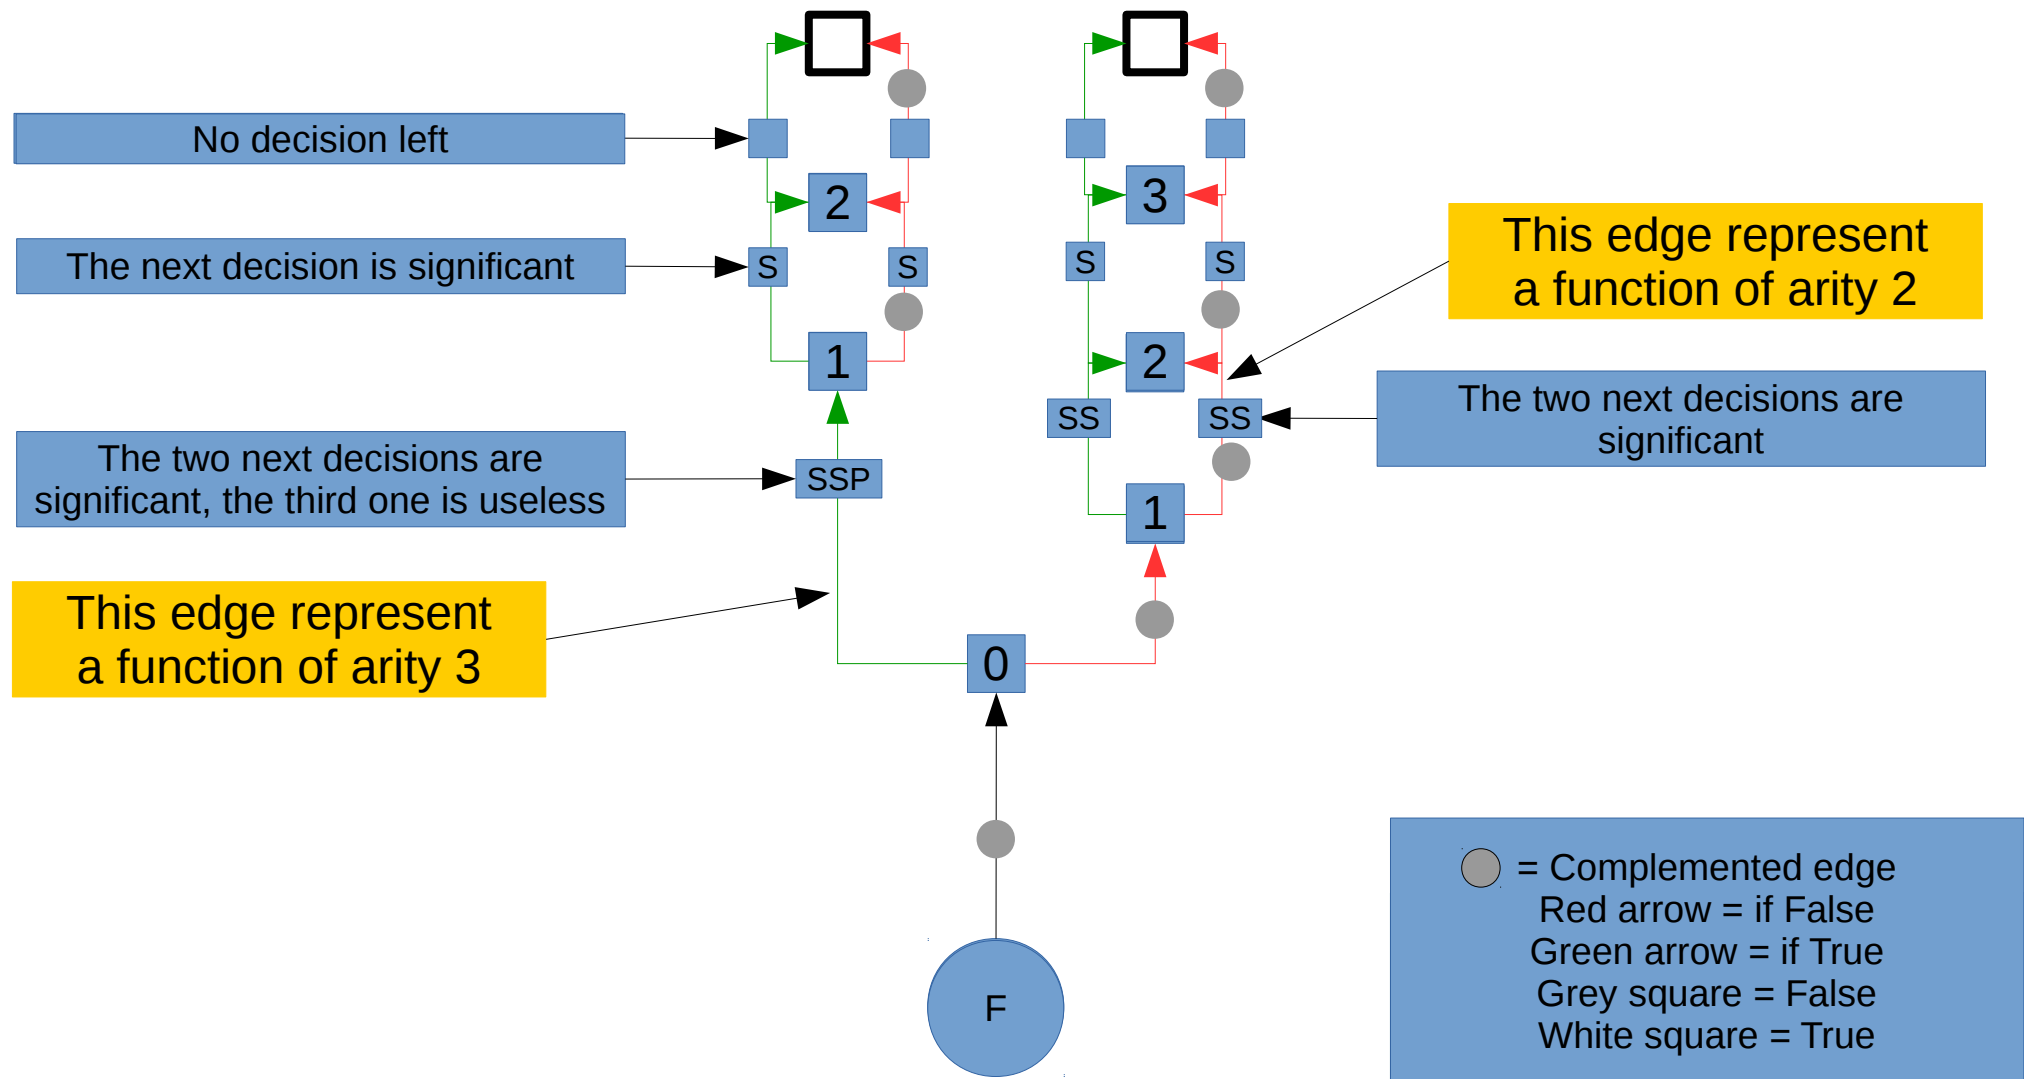 No decision left
2
3
This edge represent
a function of arity 2
The next decision is significant
S
S
S
S
1
2
The two next decisions are
significant
The two next decisions are
significant, the third one is useless
SSP
SS
SS
1
This edge represent
a function of arity 3
0
= Complemented edge
Red arrow = if False
Green arrow = if True
Grey square = False
White square = True
F